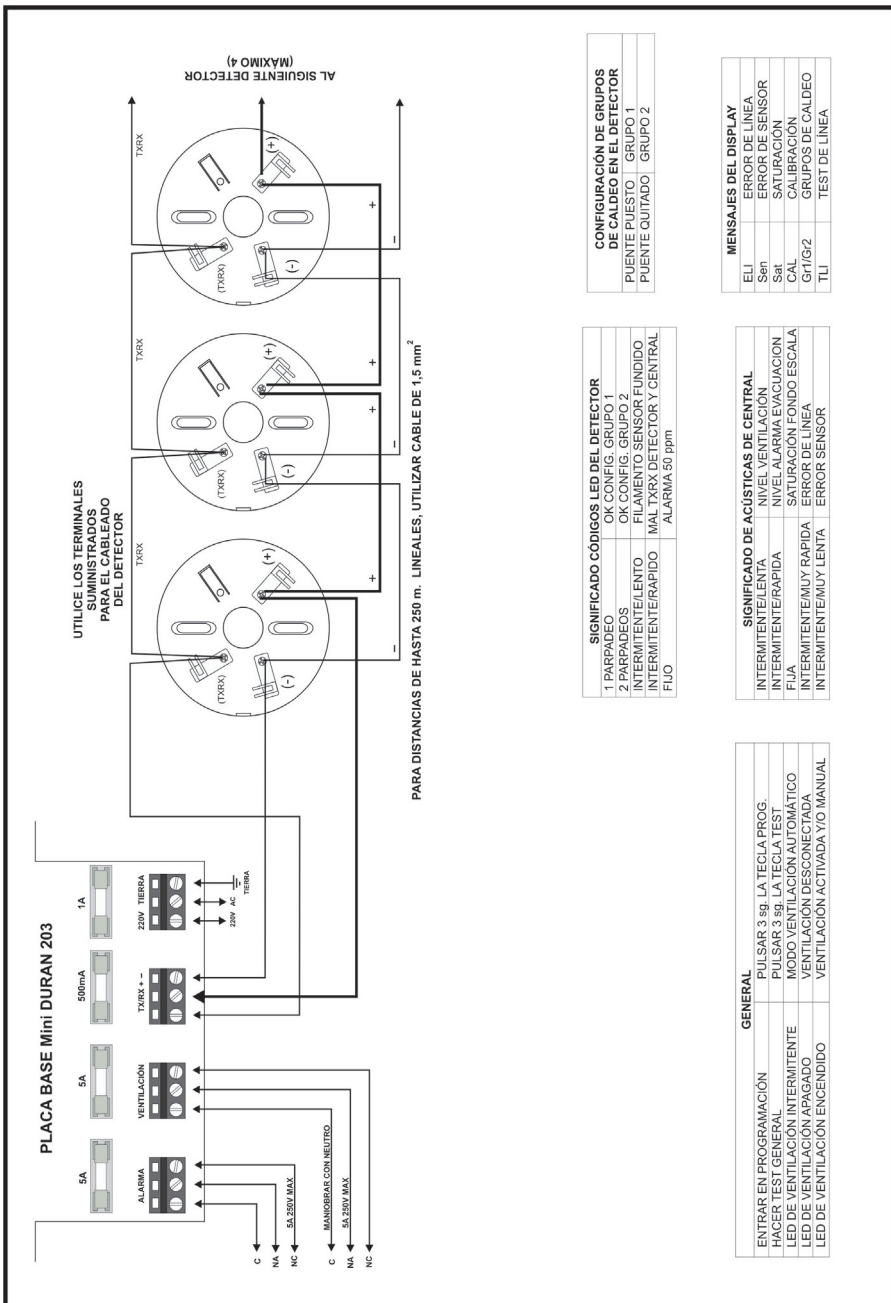 PLACA BASE Mini DURAN 203
5A
5A
500mA
1A
ALARMA
VENTILACIÓN
TX/RX + –
220V TIERRA
C
NA
NC
5A 250V MAX
MANIOBRAR CON NEUTRO
C
NA
NC
5A 250V MAX
220V AC
TIERRA
UTILICE LOS TERMINALES
SUMINISTRADOS
PARA EL CABLEADO
DEL DETECTOR
TXRX
TXRX
TXRX
AL SIGUIENTE DETECTOR
(MÁXIMO 4)
(TXRX)
(+)
(-)
(TXRX)
(+)
(-)
(TXRX)
(+)
(-)
+
+
+
–
–
–
PARA DISTANCIAS DE HASTA 250 m. LINEALES, UTILIZAR CABLE DE 1,5 mm²
SIGNIFICADO CÓDIGOS LED DEL DETECTOR
1 PARPADEO OK CONFIG. GRUPO 1
2 PARPADEOS OK CONFIG. GRUPO 2
INTERMITENTE/LENTO FILAMENTO SENSOR FUNDIDO
INTERMITENTE/RAPIDO MAL TXRX DETECTOR Y CENTRAL
FIJO ALARMA 50 ppm
CONFIGURACIÓN DE GRUPOS
DE CALDEO EN EL DETECTOR
PUENTE PUESTO GRUPO 1
PUENTE QUITADO GRUPO 2
GENERAL
ENTRAR EN PROGRAMACIÓN PULSAR 3 sg. LA TECLA PROG.
HACER TEST GENERAL PULSAR 3 sg. LA TECLA TEST
LED DE VENTILACIÓN INTERMITENTE MODO VENTILACIÓN AUTOMÁTICO
LED DE VENTILACIÓN APAGADO VENTILACIÓN DESCONECTADA
LED DE VENTILACIÓN ENCENDIDO VENTILACIÓN ACTIVADA Y/O MANUAL
SIGNIFICADO DE ACÚSTICAS DE CENTRAL
INTERMITENTE/LENTA NIVEL VENTILACIÓN
INTERMITENTE/RAPIDA NIVEL ALARMA EVACUACION
FIJA SATURACIÓN FONDO ESCALA
INTERMITENTE/MUY RAPIDA ERROR DE LÍNEA
INTERMITENTE/MUY LENTA ERROR SENSOR
MENSAJES DEL DISPLAY
ELI ERROR DE LÍNEA
Sen ERROR DE SENSOR
Sat SATURACIÓN
CAL CALIBRACIÓN
Gr1/Gr2 GRUPOS DE CALDEO
TLI TEST DE LÍNEA